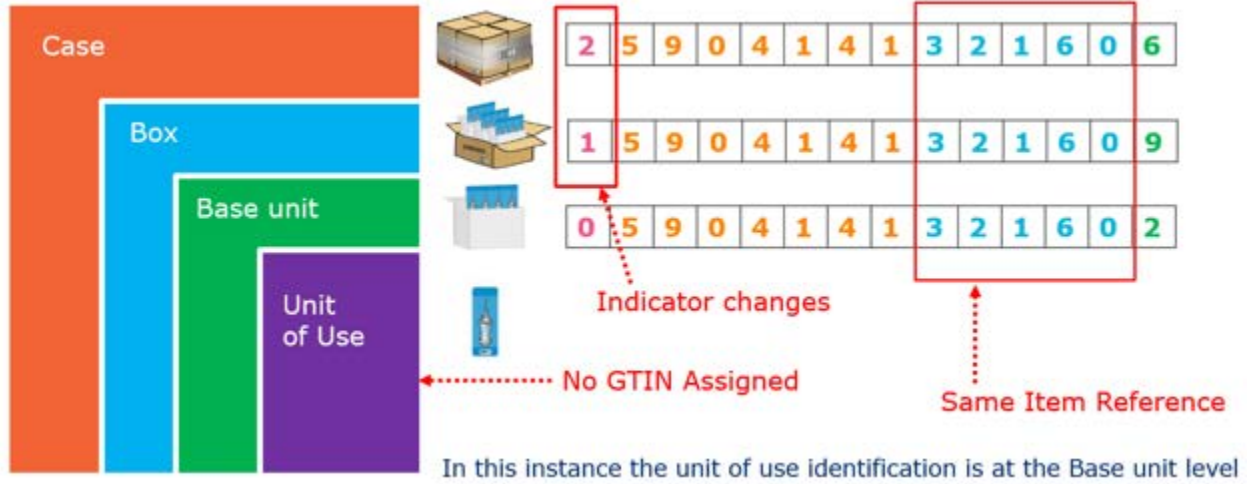 Case
2 5 9 0 4 1 4 1 3 2 1 6 0 6
Box
1 5 9 0 4 1 4 1 3 2 1 6 0 9
Base unit
0 5 9 0 4 1 4 1 3 2 1 6 0 2
Indicator changes
Unit
of Use
No GTIN Assigned
Same Item Reference
In this instance the unit of use identification is at the Base unit level